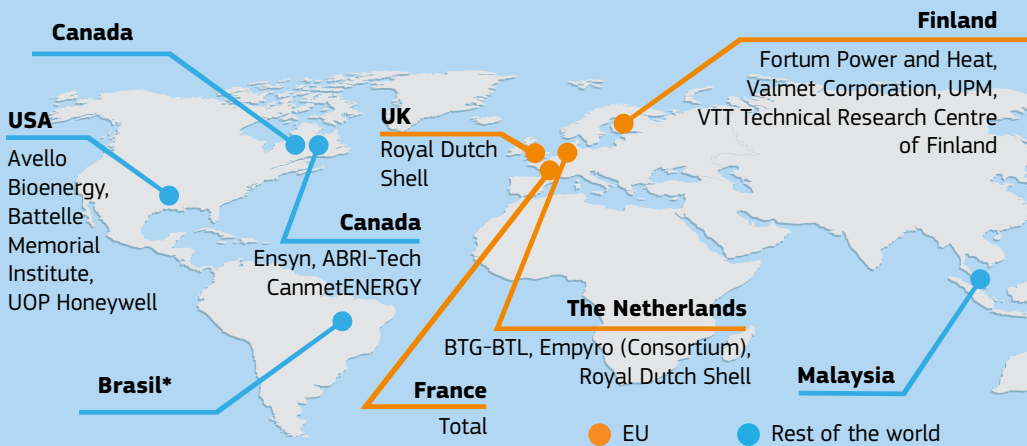 Canada
USA
Avello
Bioenergy,
Battelle
Memorial
Institute,
UOP Honeywell
Canada
Ensyn, ABRI-Tech
CanmetENERGY
Brasil*
UK
Royal Dutch
Shell
France
Total
The Netherlands
BTG-BTL, Empyro (Consortium),
Royal Dutch Shell
Finland
Fortum Power and Heat,
Valmet Corporation, UPM,
VTT Technical Research Centre
of Finland
Malaysia
EU
Rest of the world